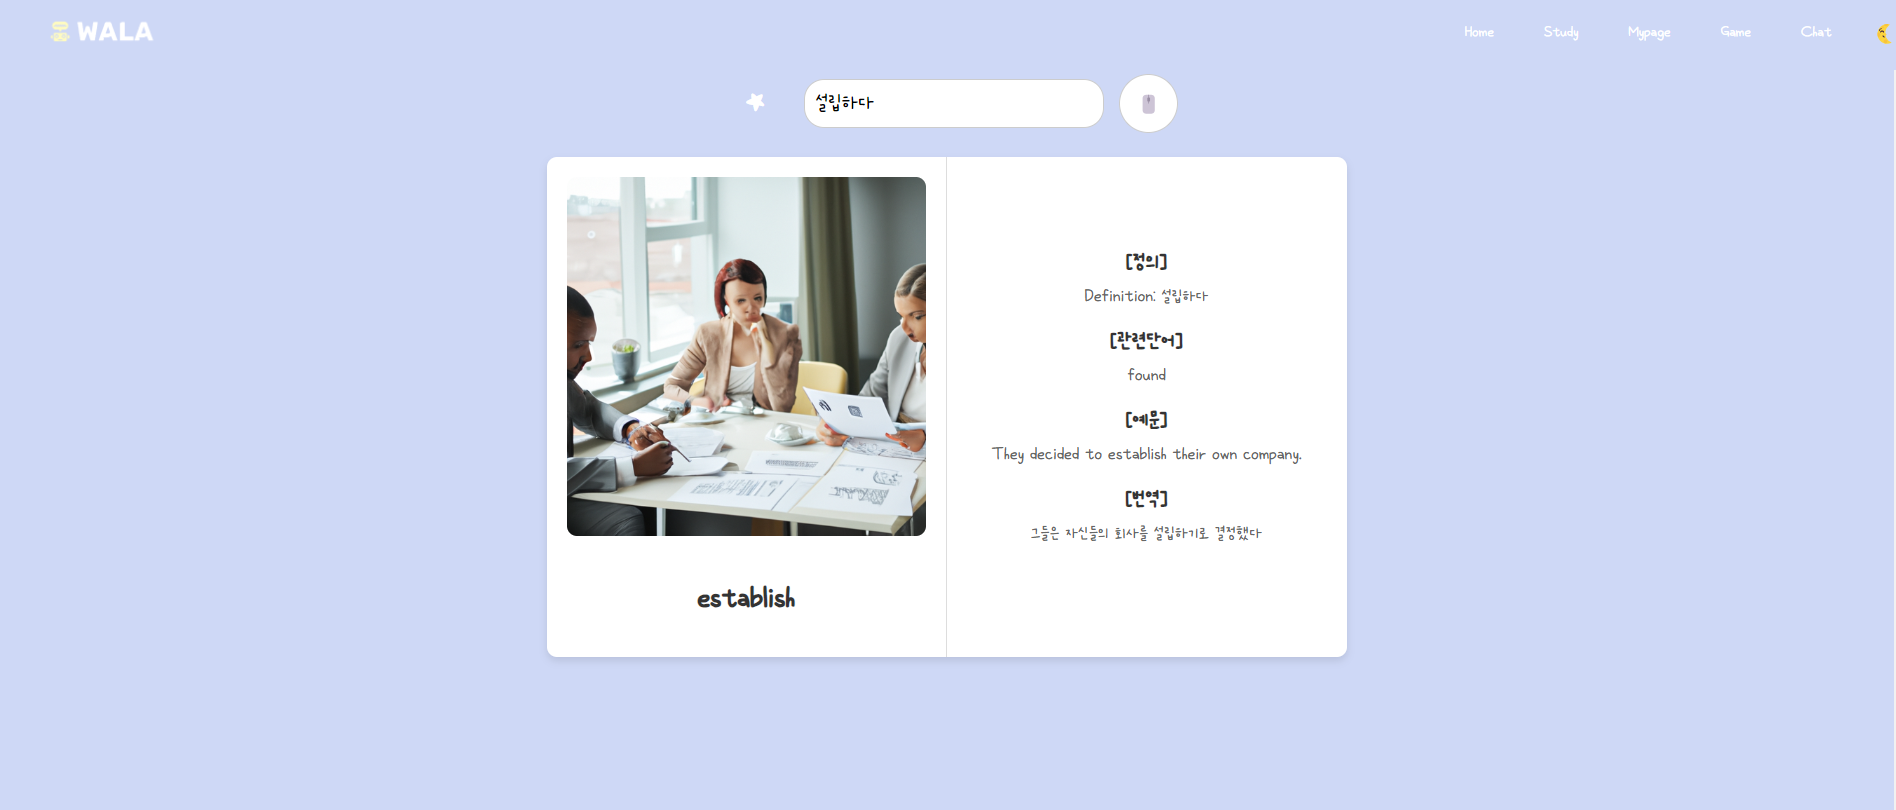 WALA
Home
Study
Mypage
Game
Chat
설립하다
establish
[정의]
Definition: 설립하다
[관련단어]
found
[예문]
They decided to establish their own company.
[번역]
그들은 자신들의 회사를 설립하기로 결정했다